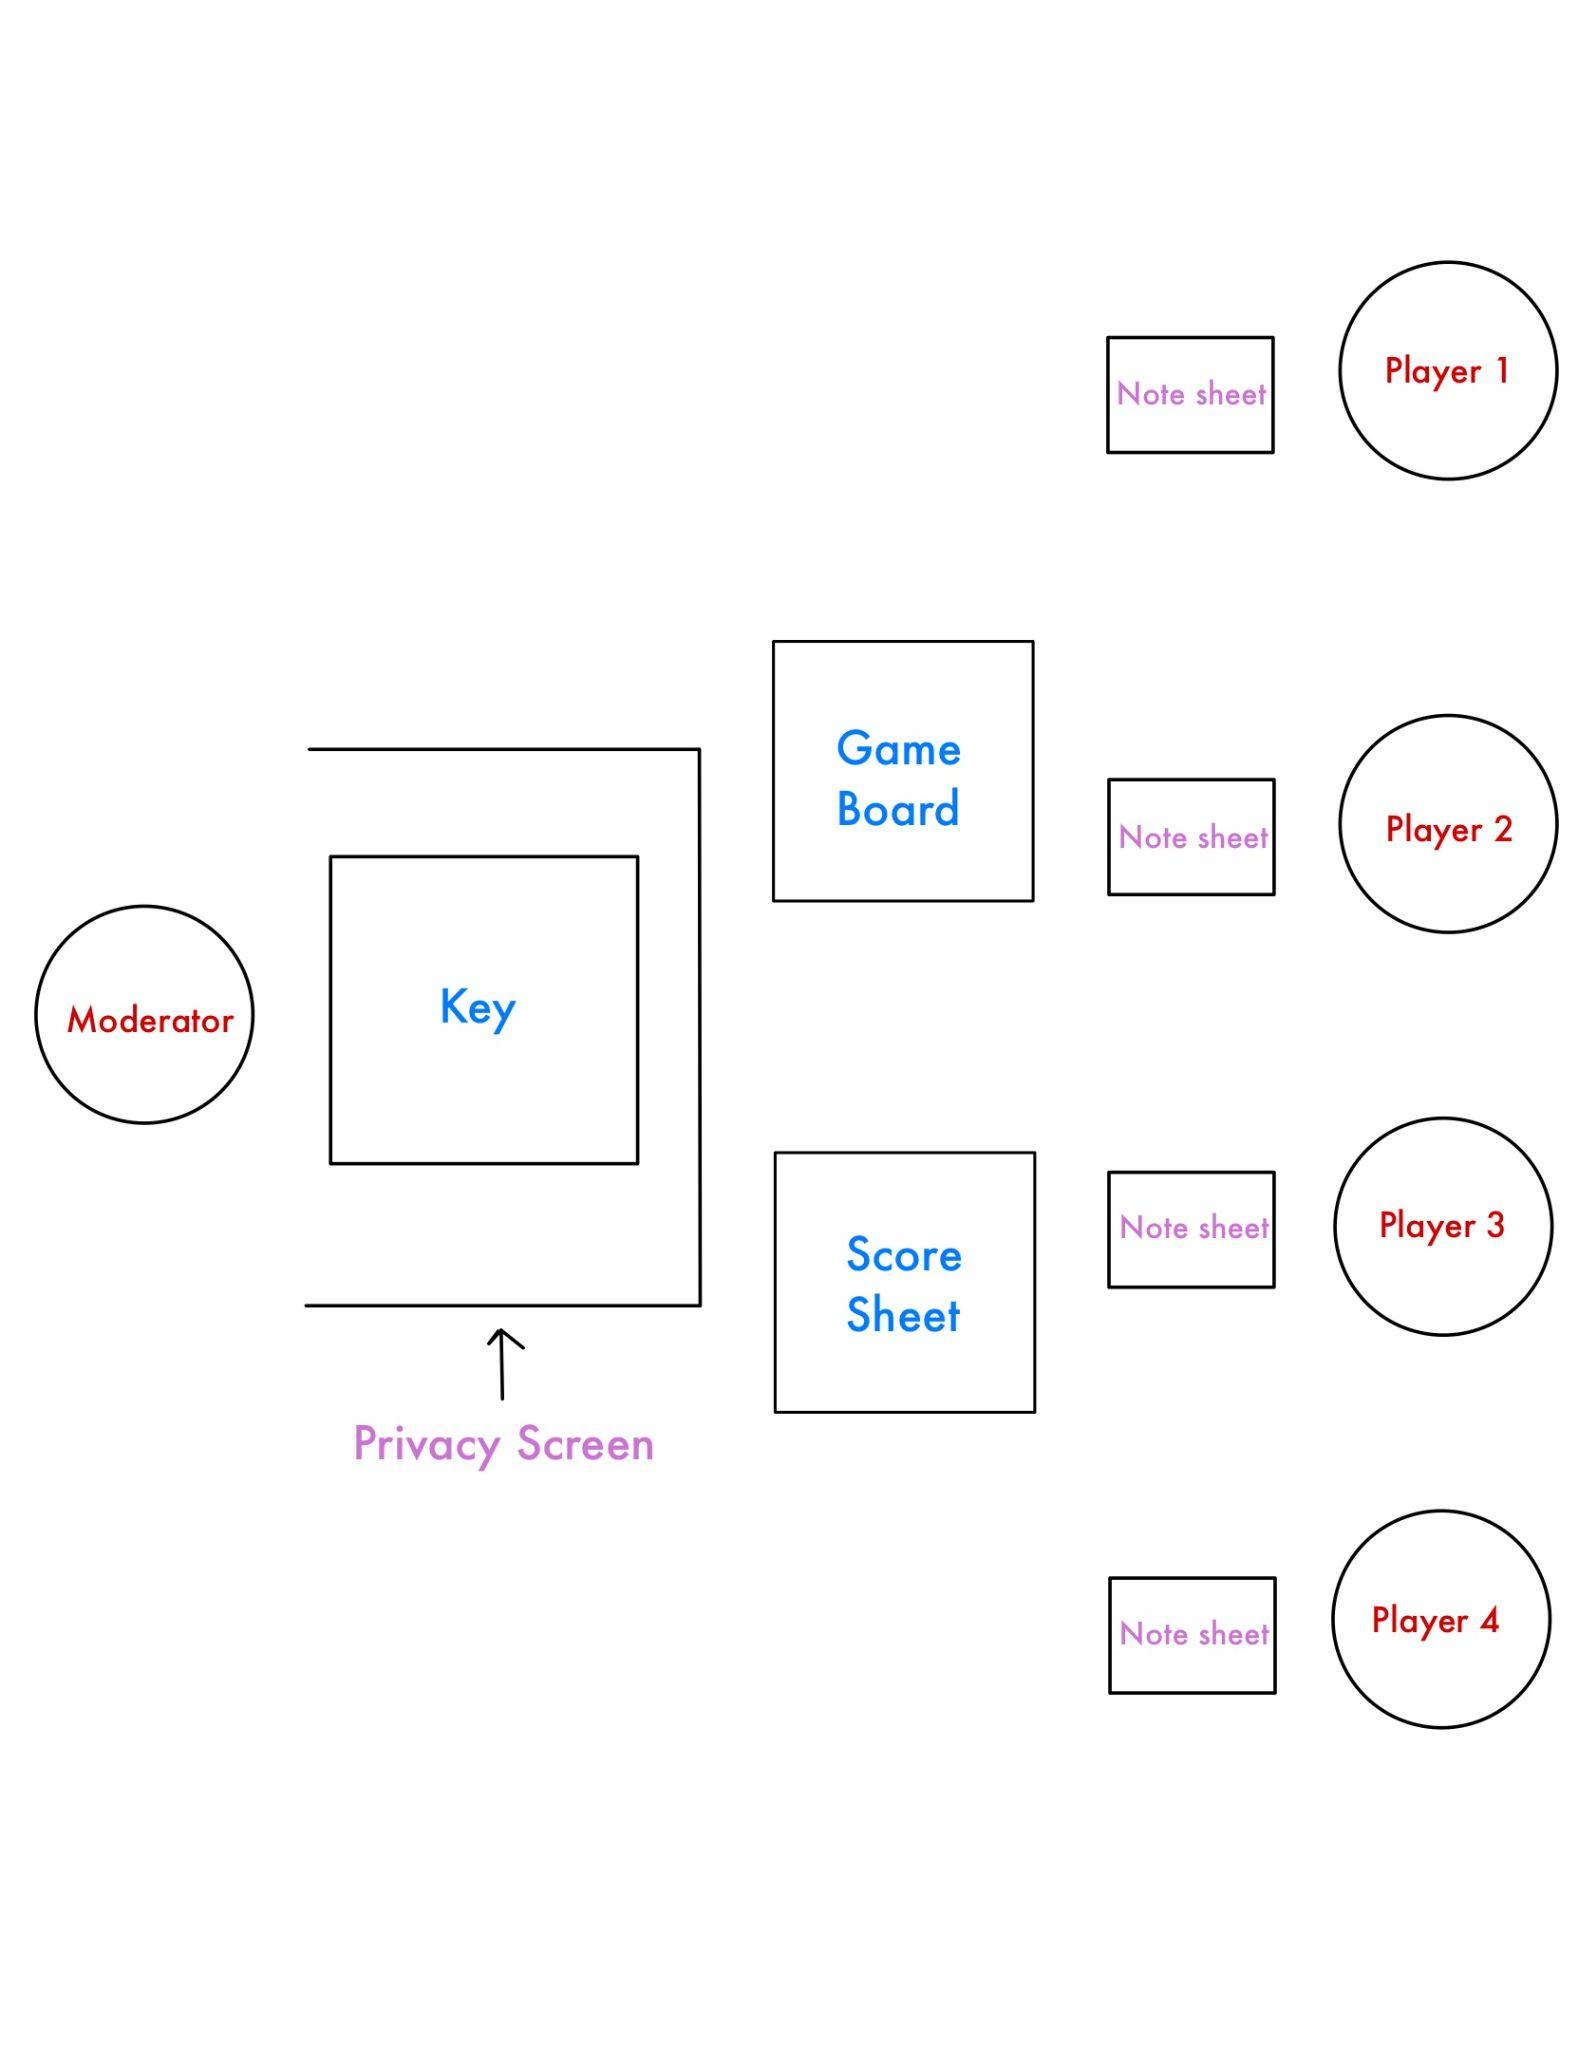 Note sheet
Player 1
Game
Board
Note sheet
Player 2
Moderator
Key
Note sheet
Player 3
Score
Sheet
Privacy Screen
Note sheet
Player 4